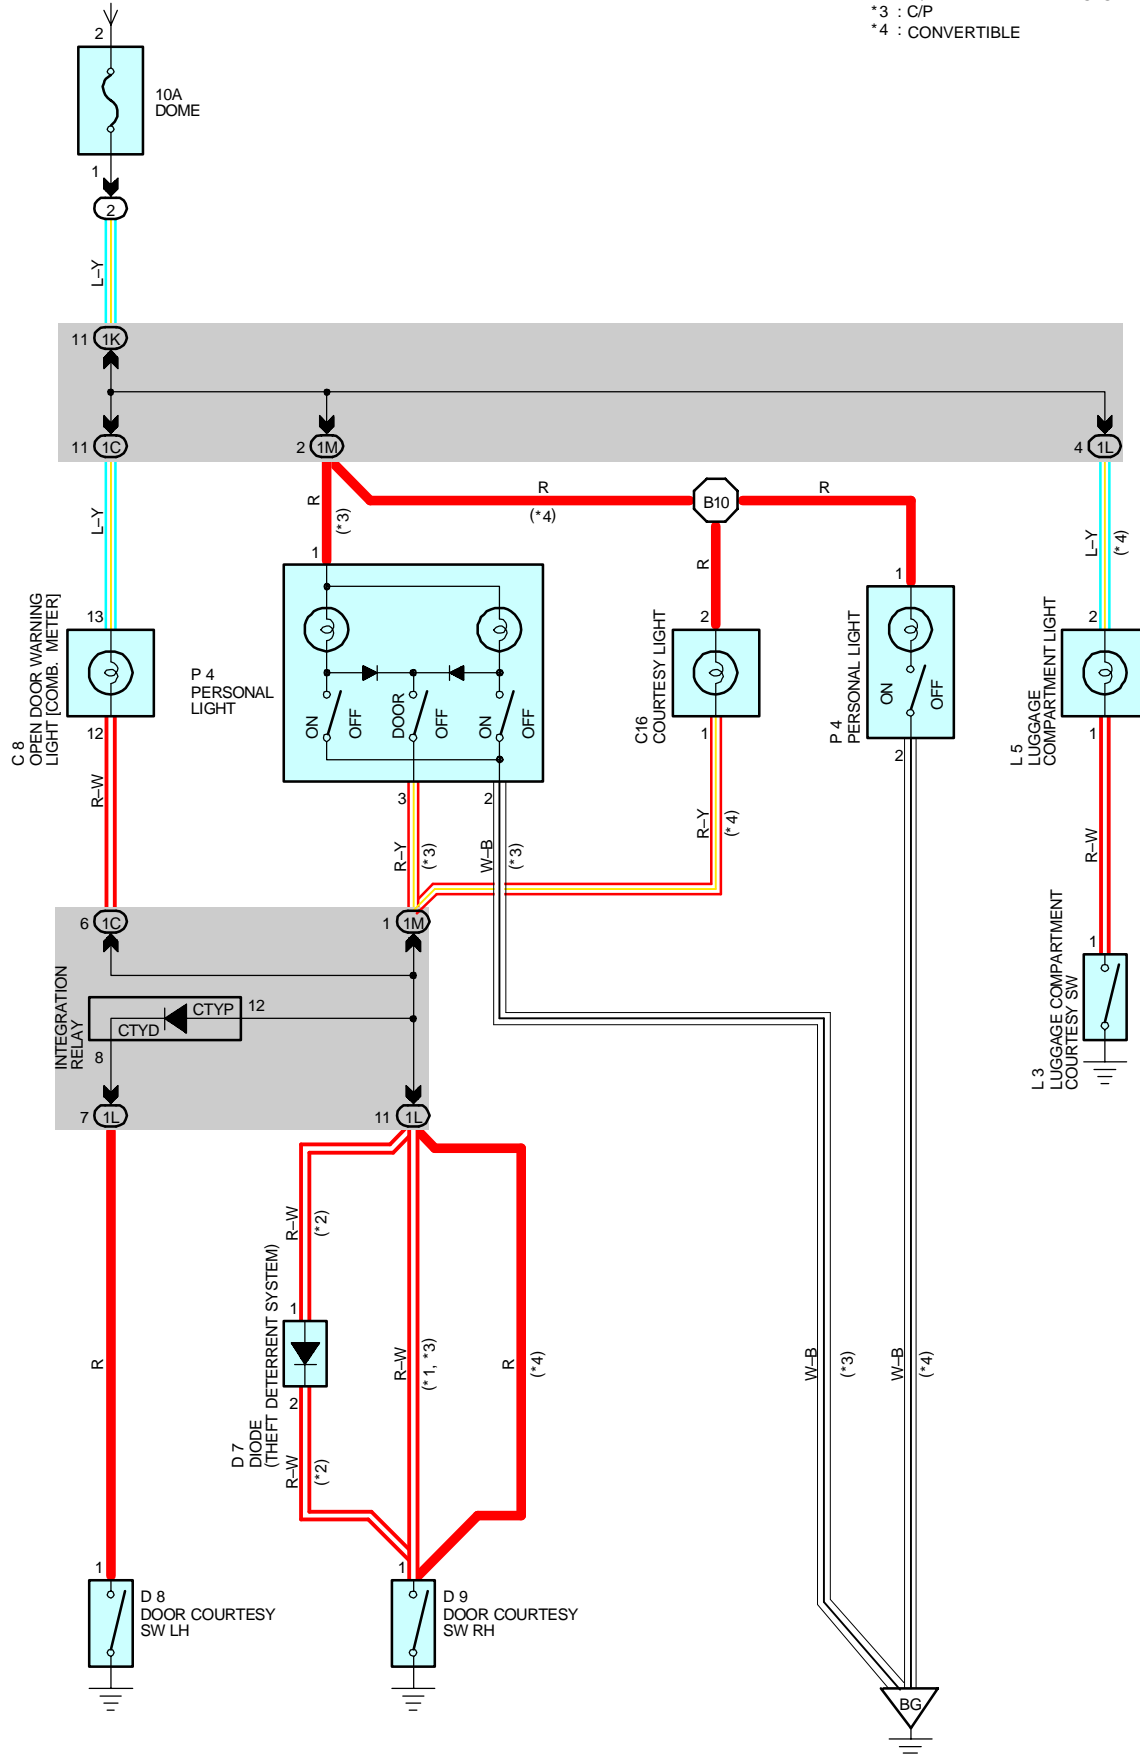 *3 : C/P
*4 : CONVERTIBLE
2
10A
DOME
1
2
L–Y
11 1K
11 1C
2 1M
4 1L
L–Y
R
(*3)
R
(*4)
B10
R
R
L–Y
(*4)
13
1
2
1
2
C 8
OPEN DOOR WARNING
LIGHT [COMB. METER]
P 4
PERSONAL
LIGHT
ON
OFF
DOOR
OFF
ON
OFF
C16
COURTESY LIGHT
P 4
PERSONAL LIGHT
ON
OFF
L 5
LUGGAGE
COMPARTMENT LIGHT
12
3
2
1
2
1
R–W
R–Y
(*3)
W–B
(*3)
R–Y
(*4)
R–W
6 1C
1 1M
1
L 3
LUGGAGE COMPARTMENT
COURTESY SW
INTEGRATION
RELAY
CTYP
12
CTYD
8
7 1L
11 1L
R–W
(*2)
1
D 7
DIODE
(THEFT DETERRENT SYSTEM)
2
R–W
(*2)
R
R–W
(*1, *3)
R
(*4)
W–B
(*3)
W–B
(*4)
1
D 8
DOOR COURTESY
SW LH
1
D 9
DOOR COURTESY
SW RH
BG